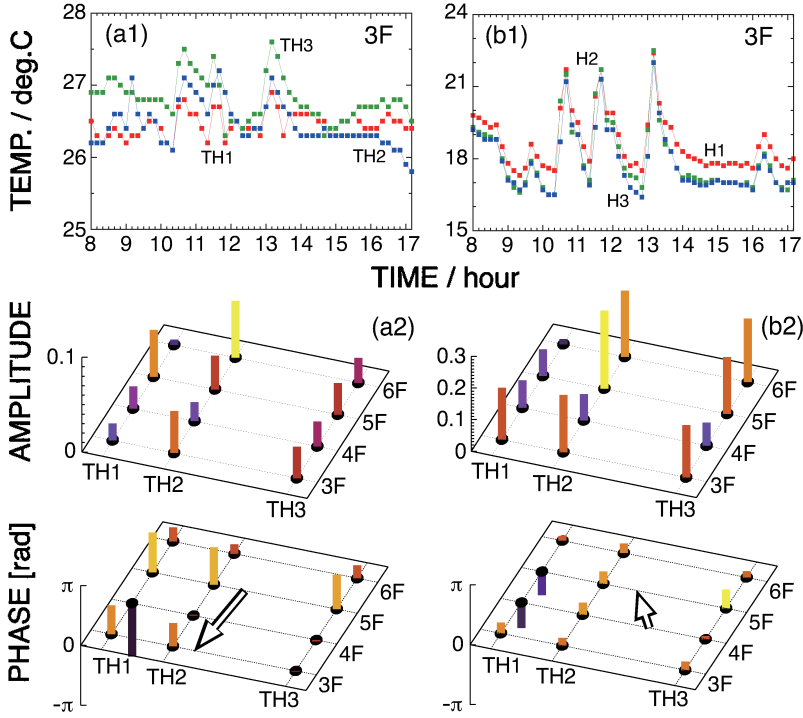 (a1) 3F
TH3
TH1 TH2
28
27
26
25
8 9 10 11 12 13 14 15 16 17
TEMP. / deg.C
(b1) 3F
H2
H1
H3
24
21
18
15
8 9 10 11 12 13 14 15 16 17
TIME / hour
AMPLITUDE
(a2)
0.1
0
TH1
TH2
TH3
6F
5F
4F
3F
(b2)
0.3
0.2
0.1
0
TH1
TH2
TH3
6F
5F
4F
3F
PHASE [rad]
π
0
-π
TH1
TH2
TH3
6F
5F
4F
3F
π
0
-π
TH1
TH2
TH3
6F
5F
4F
3F